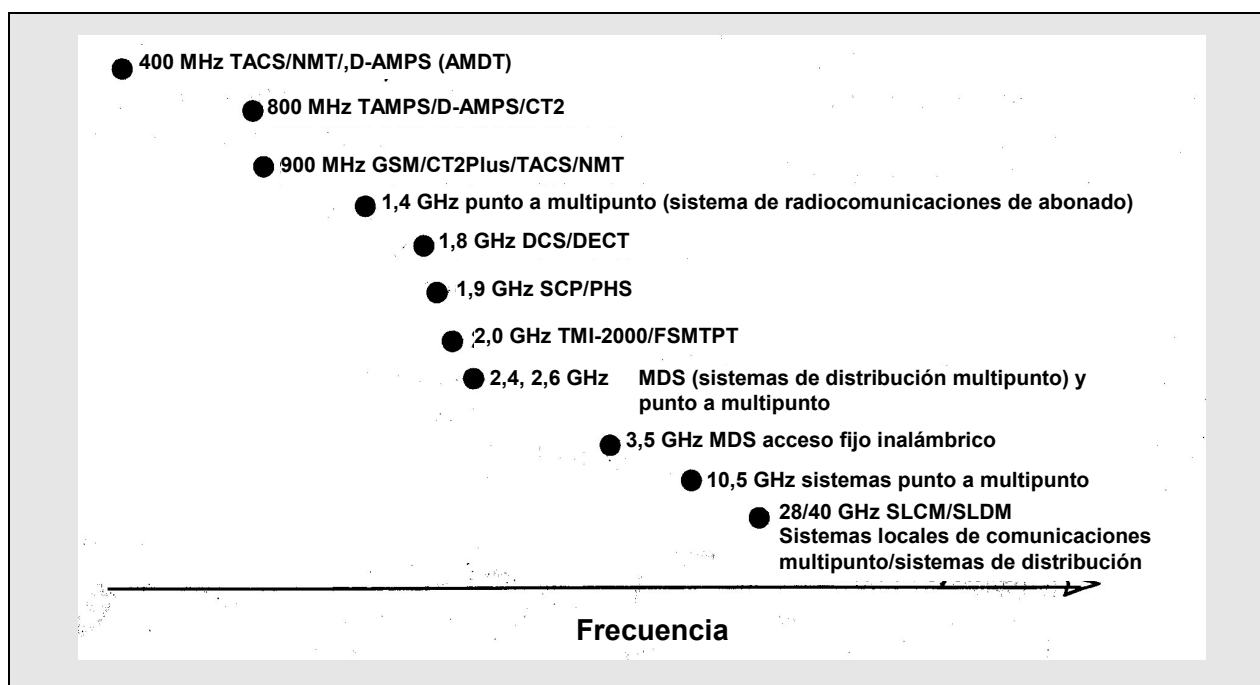 400 MHz TACS/NMT/,D-AMPS (AMDT)
800 MHz TAMPS/D-AMPS/CT2
900 MHz GSM/CT2Plus/TACS/NMT
1,4 GHz punto a multipunto (sistema de radiocomunicaciones de abonado)
1,8 GHz DCS/DECT
1,9 GHz SCP/PHS
2,0 GHz TMI-2000/FSMTPT
2,4, 2,6 GHz MDS (sistemas de distribución multipunto) y
punto a multipunto
3,5 GHz MDS acceso fijo inalámbrico
10,5 GHz sistemas punto a multipunto
28/40 GHz SLCM/SLDM
Sistemas locales de comunicaciones
multipunto/sistemas de distribución
Frecuencia